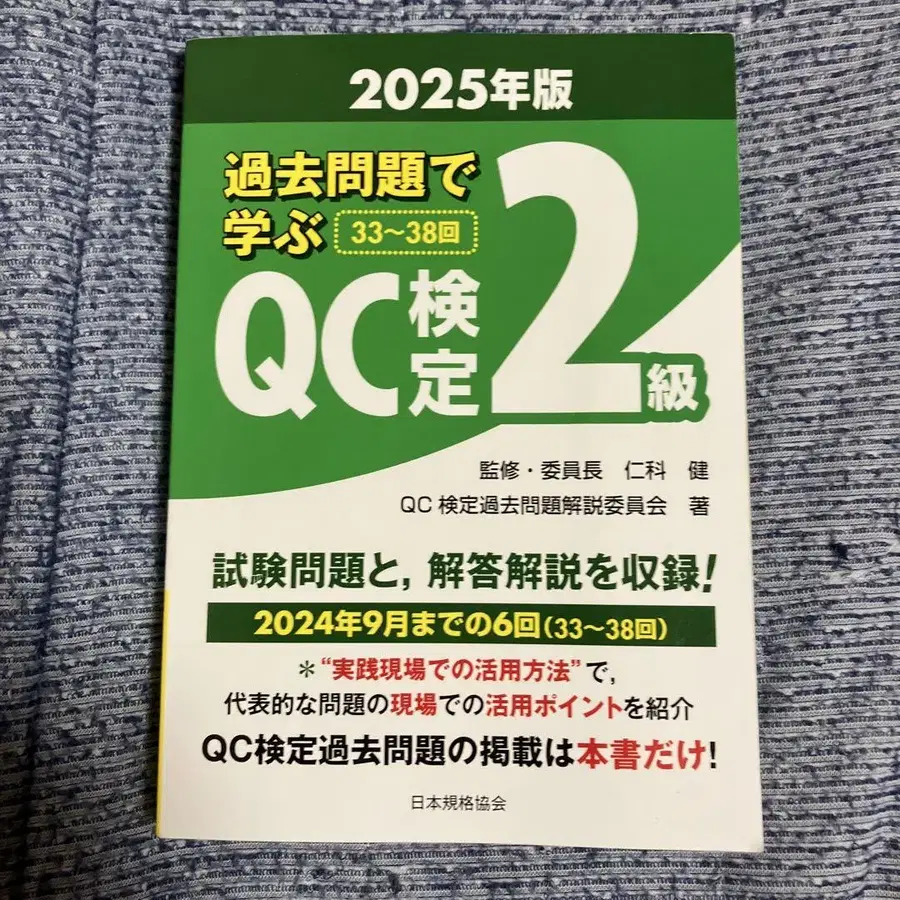 2025年版
過去問題で
学ぶ 33〜38回
QC検定2級
監修・委員長 仁科 健
QC検定過去問題解説委員会 著
試験問題と,解答解説を収録!
2024年9月までの6回(33〜38回)
＊“実践現場での活用方法”で,
代表的な問題の現場での活用ポイントを紹介
QC検定過去問題の掲載は本書だけ!
日本規格協会